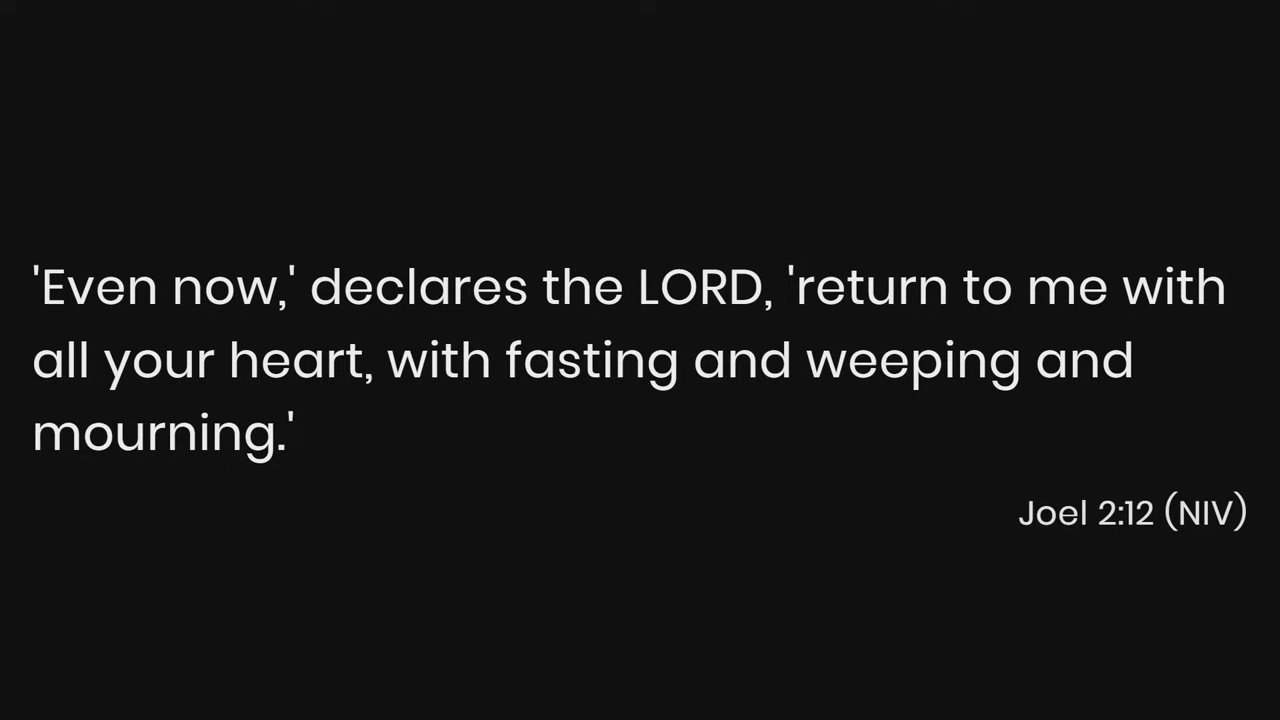 'Even now,' declares the LORD, 'return to me with
all your heart, with fasting and weeping and
mourning.'
Joel 2:12 (NIV)